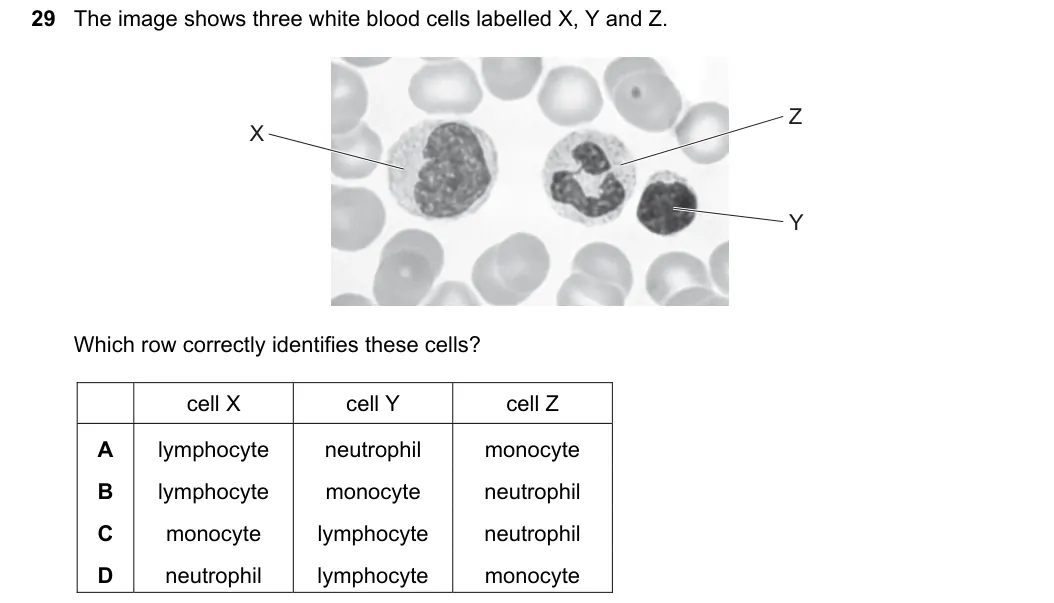 29 The image shows three white blood cells labelled X, Y and Z.
X
Z
Y
Which row correctly identifies these cells?
cell X cell Y cell Z
A lymphocyte neutrophil monocyte
B lymphocyte monocyte neutrophil
C monocyte lymphocyte neutrophil
D neutrophil lymphocyte monocyte